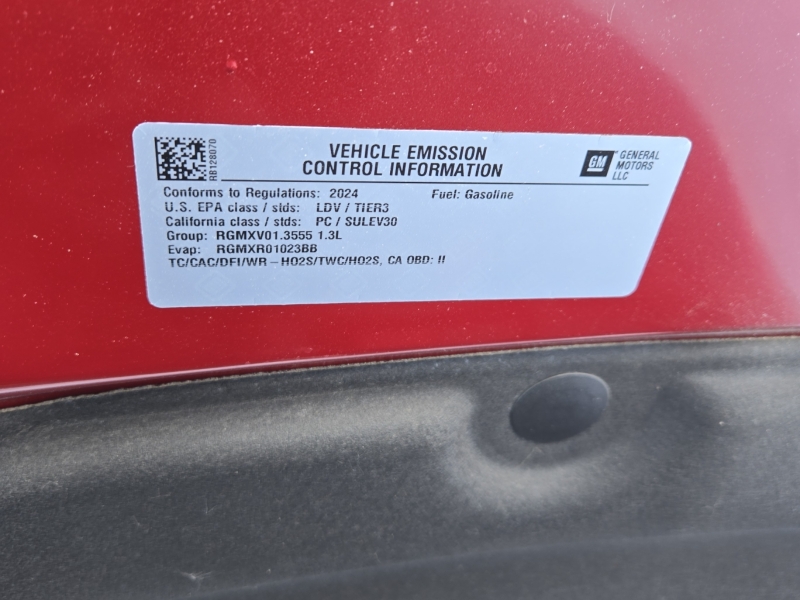 RB128070
VEHICLE EMISSION
CONTROL INFORMATION
GM
GENERAL
MOTORS
LLC
Conforms to Regulations: 2024 Fuel: Gasoline
U.S. EPA class / stds: LDV / TIER3
California class / stds: PC / SULEV30
Group: RGMXV01.3555 1.3L
Evap: RGMXR01023BB
TC/CAC/DFI/WR – HO2S/TWC/HO2S, CA OBD: II